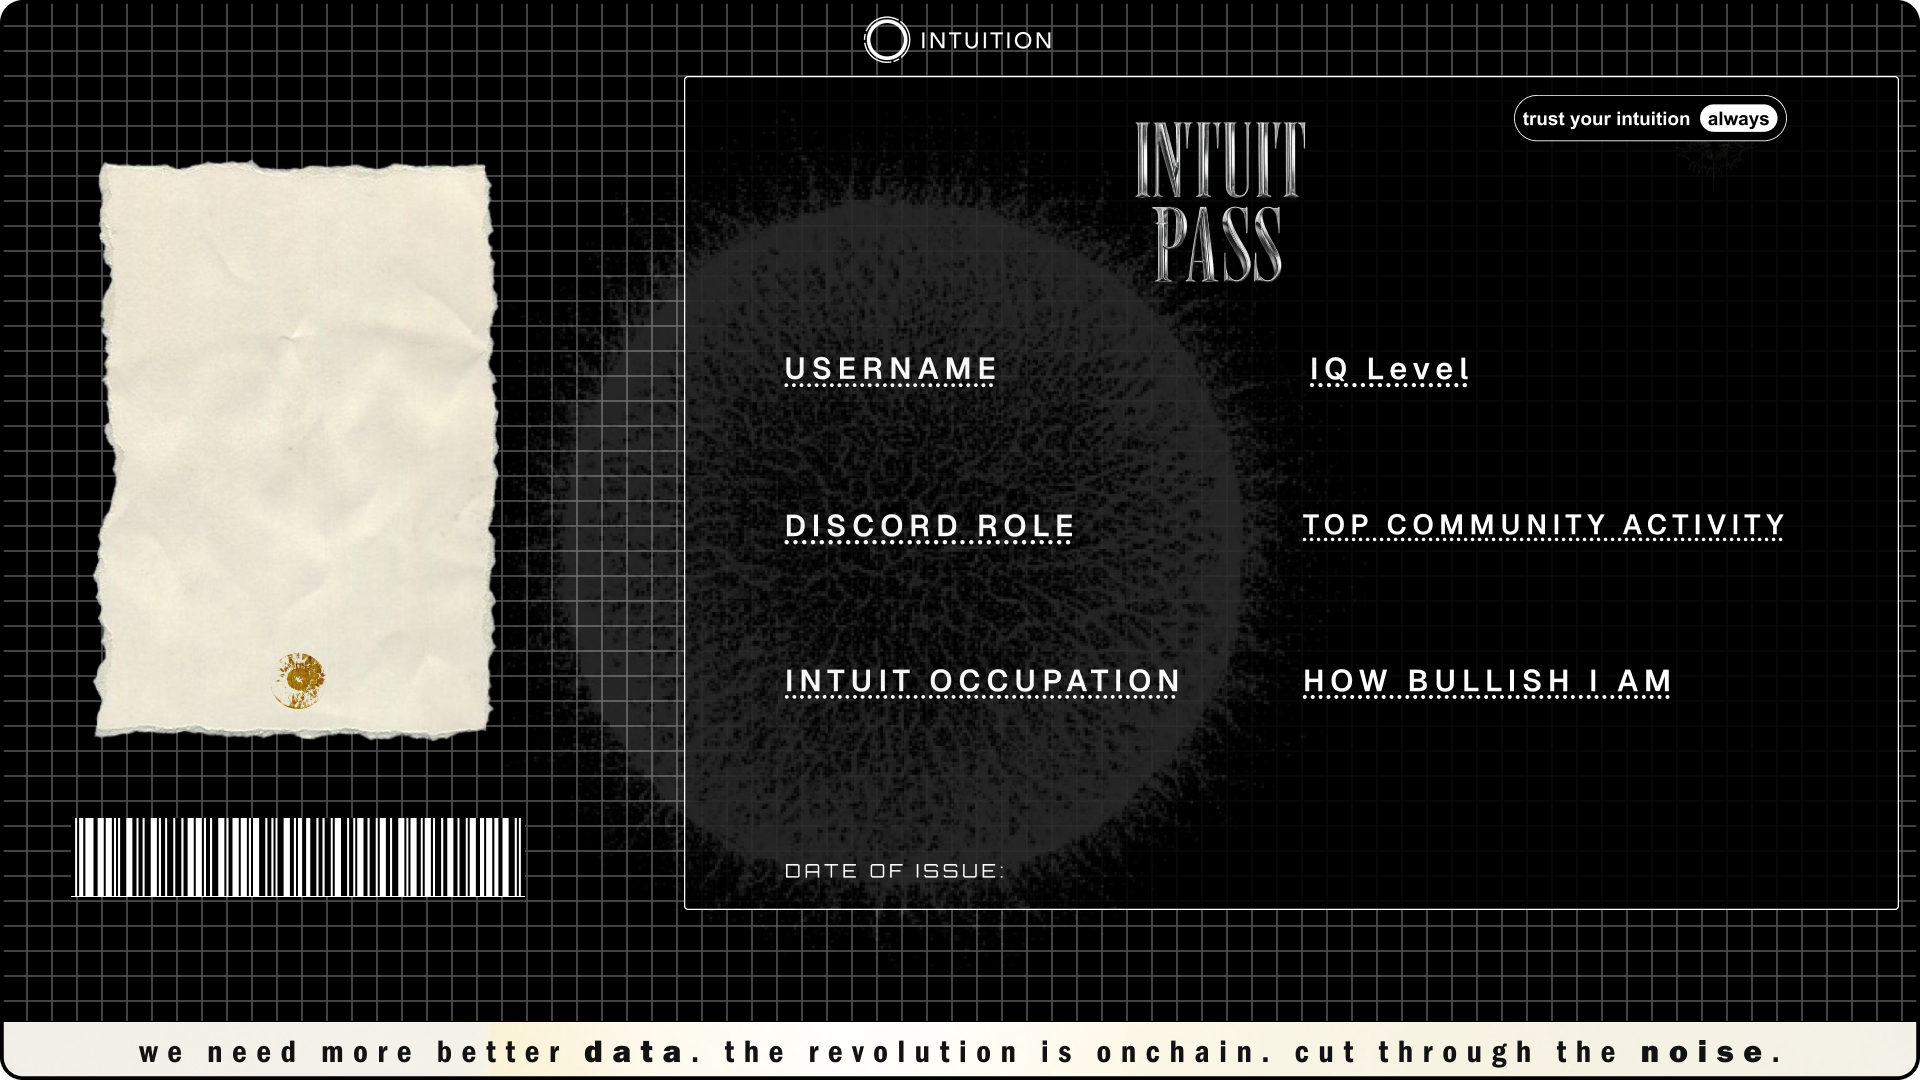 INTUITION
trust your intuition always
INTUIT
PASS
USERNAME
IQ Level
DISCORD ROLE
TOP COMMUNITY ACTIVITY
INTUIT OCCUPATION
HOW BULLISH I AM
DATE OF ISSUE:
we need more better data. the revolution is onchain. cut through the noise.